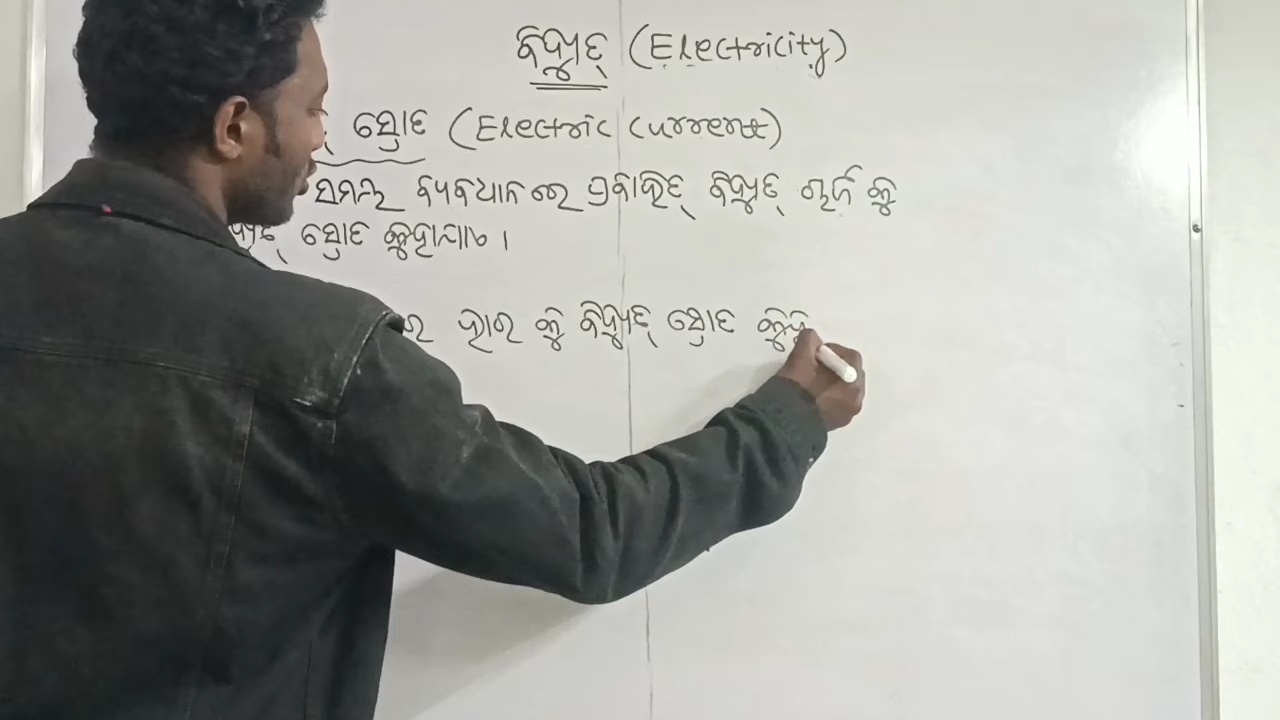 ବିଦ୍ୟୁତ୍ (Electricity)
ସ୍ରୋତ (Electric Current)
ସମୟ ବ୍ୟବଧାନରେ ପ୍ରବାହିତ୍ ବିଦ୍ୟୁତ୍ ଚାର୍ଜ କୁ
ସ୍ରୋତ କୁହାଯାଏ ।
ହାର କୁ ବିଦ୍ୟୁତ୍ ସ୍ରୋତ